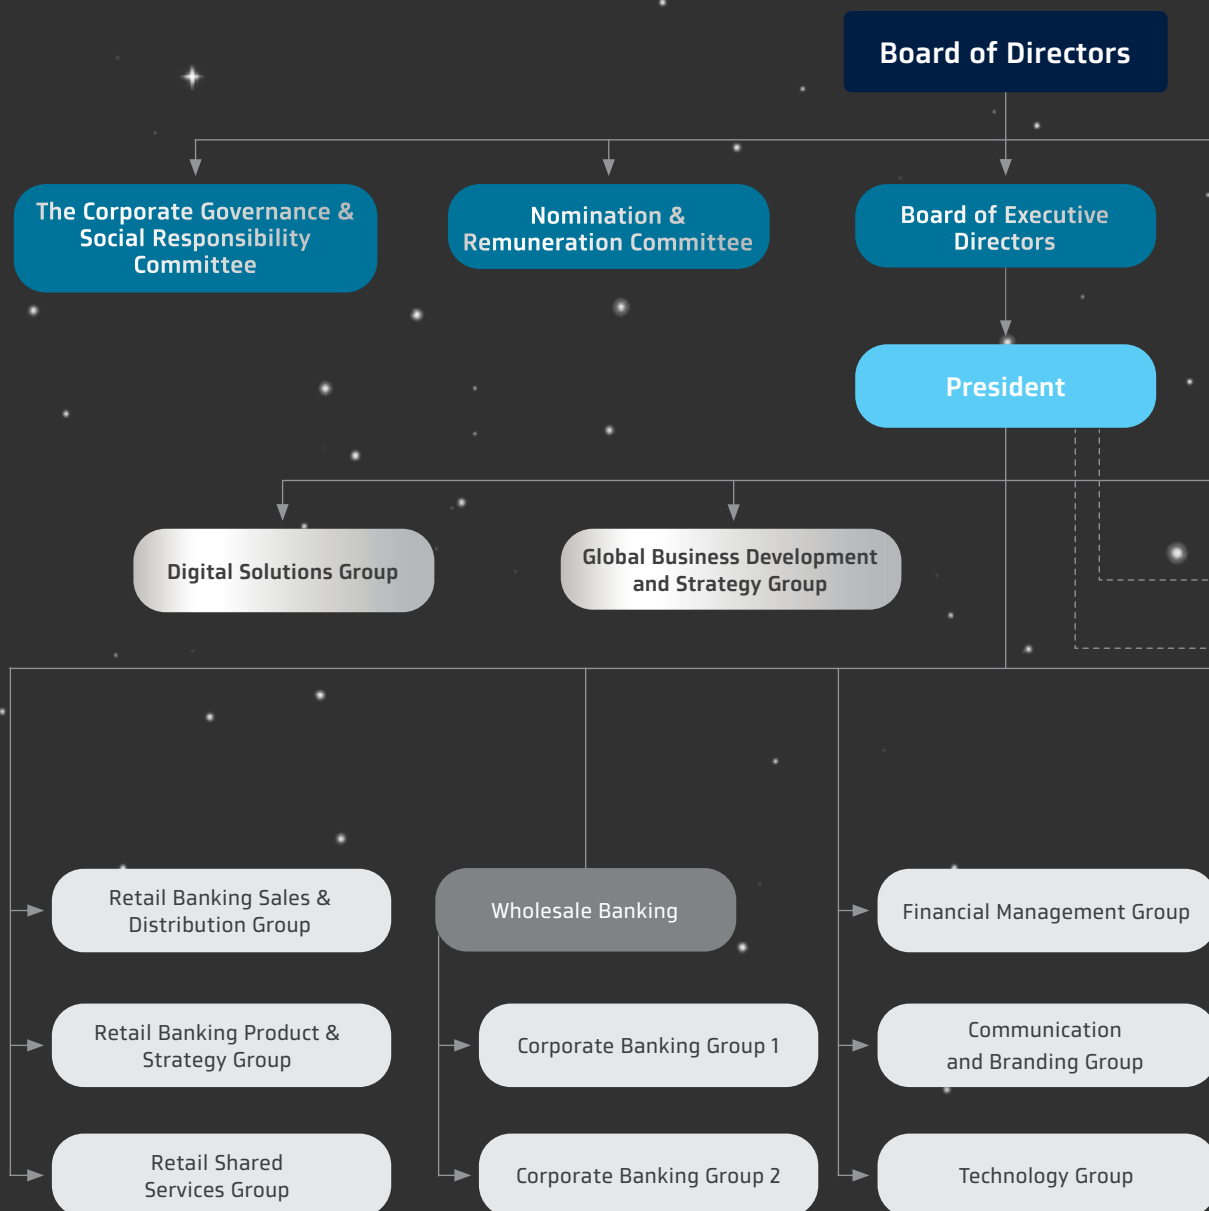 Board of Directors
The Corporate Governance &
Social Responsibility
Committee
Nomination &
Remuneration Committee
Board of Executive
Directors
President
Digital Solutions Group
Global Business Development
and Strategy Group
Retail Banking Sales &
Distribution Group
Wholesale Banking
Financial Management Group
Retail Banking Product &
Strategy Group
Corporate Banking Group 1
Communication
and Branding Group
Retail Shared
Services Group
Corporate Banking Group 2
Technology Group